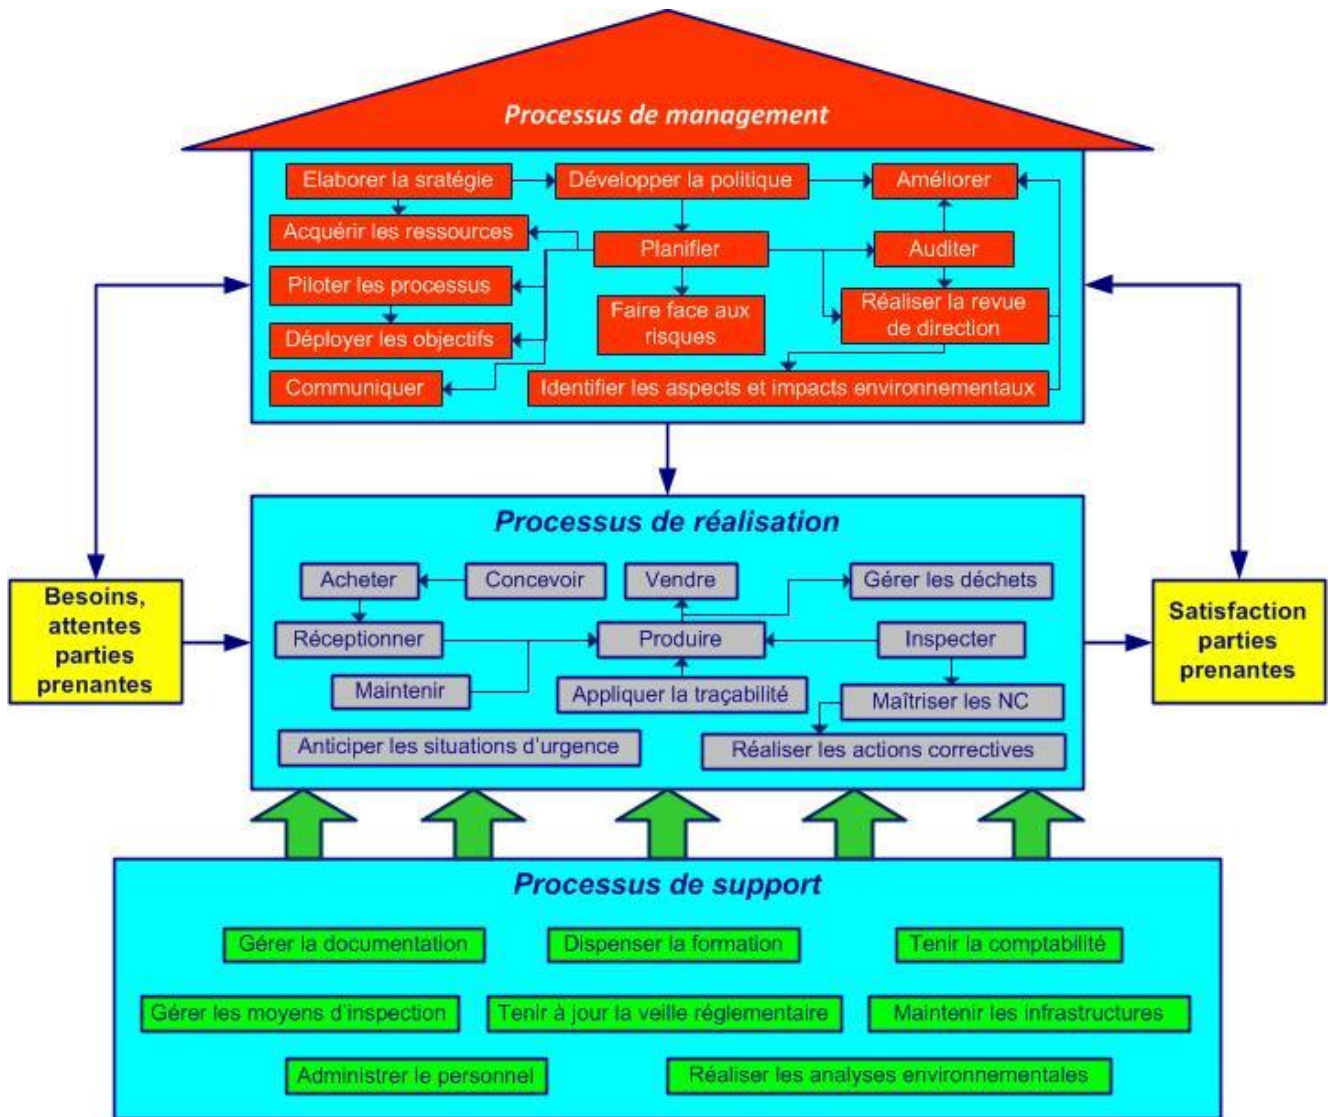 Processus de management
Elaborer la sratégie
Développer la politique
Améliorer
Acquérir les ressources
Planifier
Auditer
Piloter les processus
Faire face aux
risques
Réaliser la revue
de direction
Déployer les objectifs
Communiquer
Identifier les aspects et impacts environnementaux
Processus de réalisation
Acheter
Concevoir
Vendre
Gérer les déchets
Besoins,
attentes
parties
prenantes
Satisfaction
parties
prenantes
Réceptionner
Produire
Inspecter
Maintenir
Appliquer la traçabilité
Maîtriser les NC
Anticiper les situations d'urgence
Réaliser les actions correctives
Processus de support
Gérer la documentation
Dispenser la formation
Tenir la comptabilité
Gérer les moyens d'inspection
Tenir à jour la veille réglementaire
Maintenir les infrastructures
Administrer le personnel
Réaliser les analyses environnementales